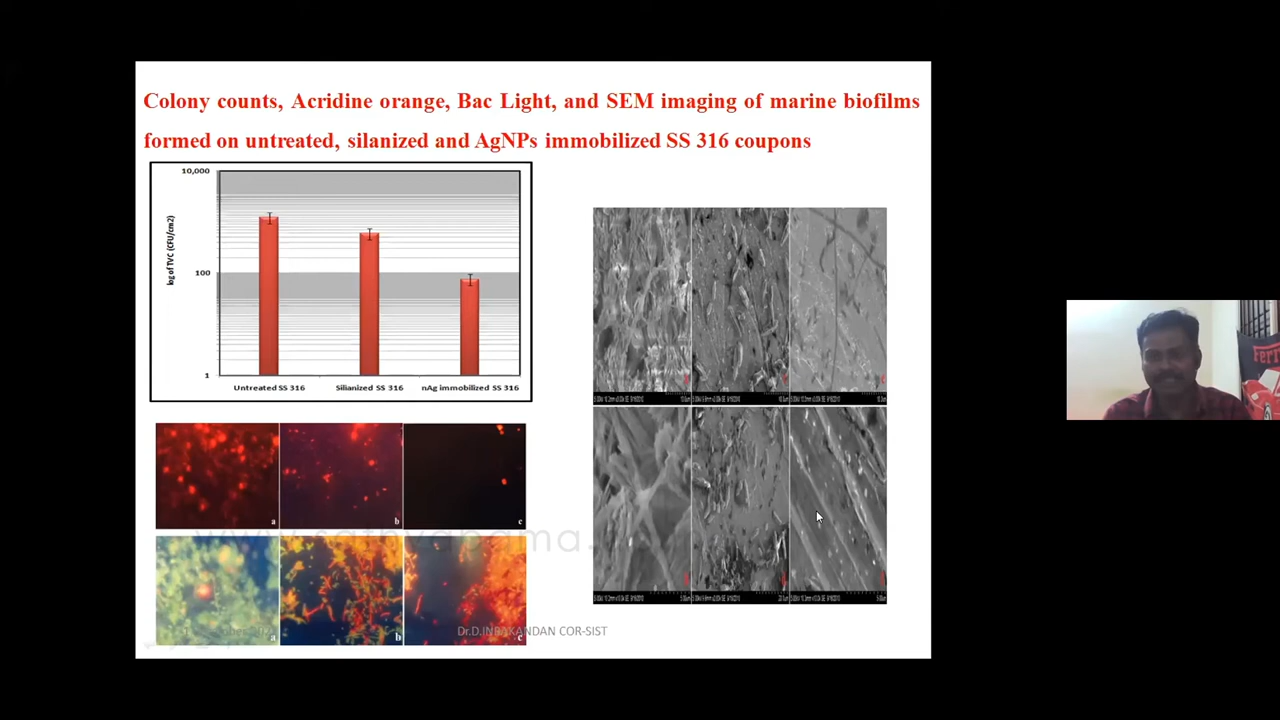 Colony counts, Acridine orange, Bac Light, and SEM imaging of marine biofilms
formed on untreated, silanized and AgNPs immobilized SS 316 coupons
10,000
log of TVC (CFU/cm2)
100
1
Untreated SS 316
Silianized SS 316
nAg immobilized SS 316
a
b
c
a
b
c
Dr.D.INBAKANDAN COR-SIST
Ferr